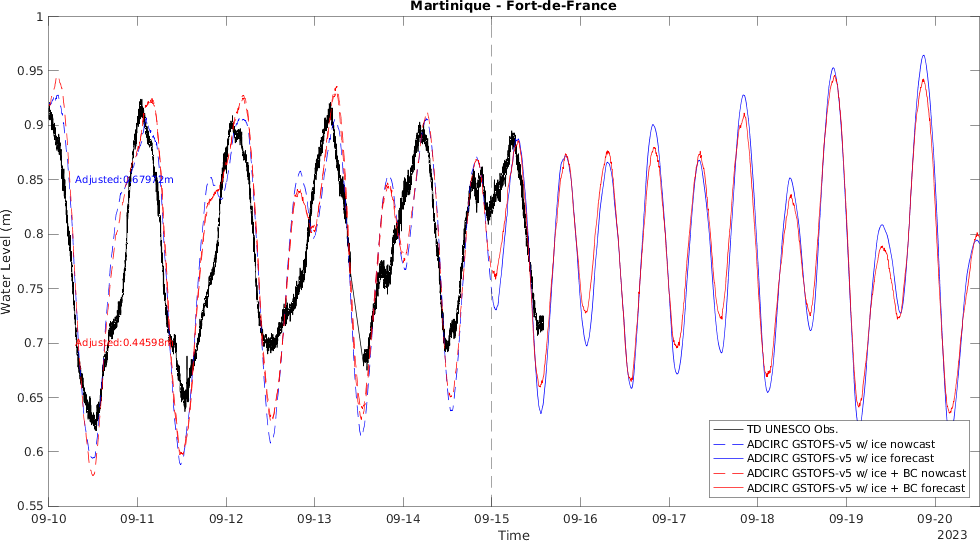 Martinique - Fort-de-France
1
0.95
0.9
0.85
0.8
0.75
0.7
0.65
0.6
0.55
Water Level (m)
Adjusted:0.67972m
Adjusted:0.44598m
TD UNESCO Obs.
ADCIRC GSTOFS-v5 w/ ice nowcast
ADCIRC GSTOFS-v5 w/ ice forecast
ADCIRC GSTOFS-v5 w/ ice + BC nowcast
ADCIRC GSTOFS-v5 w/ ice + BC forecast
09-10 09-11 09-12 09-13 09-14 09-15 09-16 09-17 09-18 09-19 09-20
Time
2023